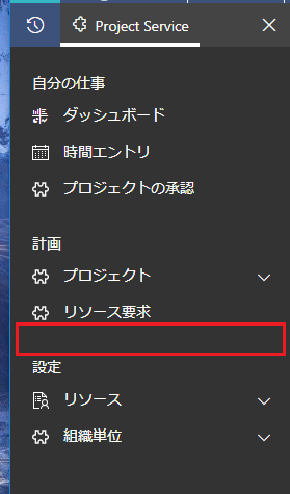 Project Service
自分の仕事
ダッシュボード
時間エントリ
プロジェクトの承認
計画
プロジェクト
リソース要求
設定
リソース
組織単位